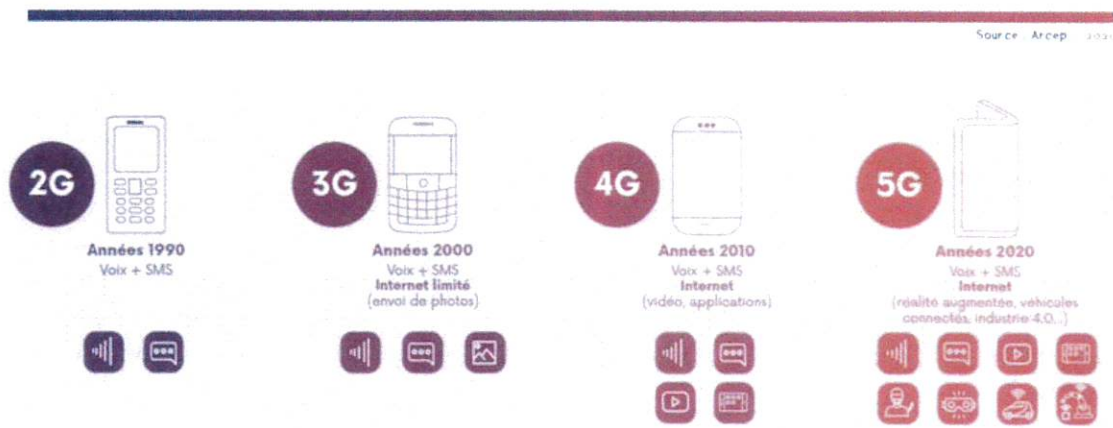 Source : Arcep
2G
Années 1990
Voix + SMS
3G
Années 2000
Voix + SMS
Internet limité
(envoi de photos)
4G
Années 2010
Voix + SMS
Internet
(vidéo, applications)
5G
Années 2020
Voix + SMS
Internet
(réalité augmentée, véhicules
connectés, industrie 4.0...)